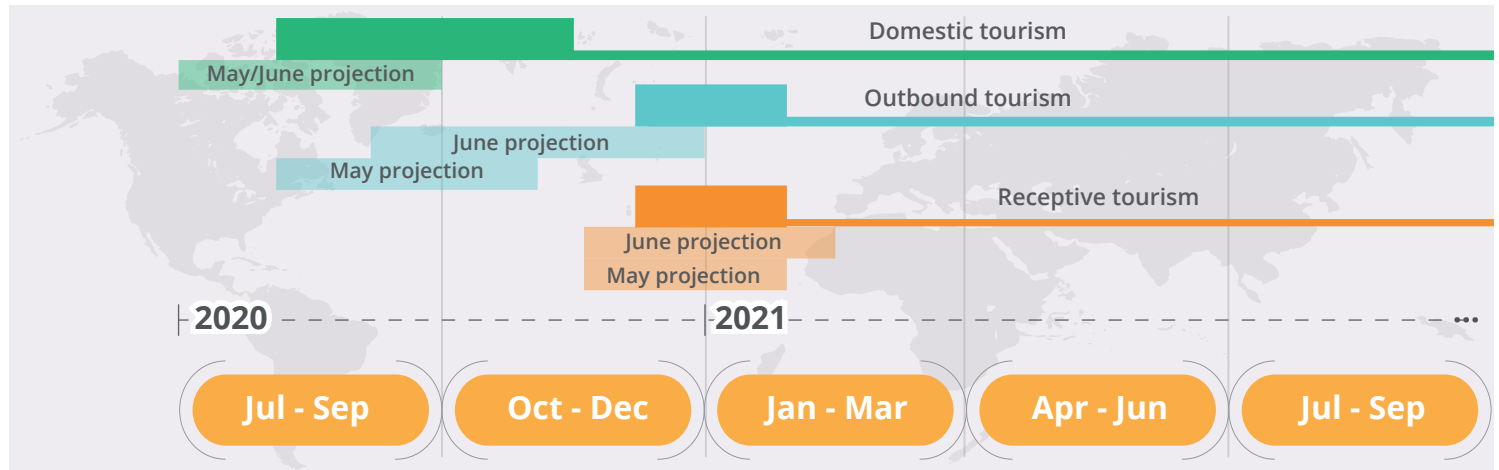 Domestic tourism
May/June projection
Outbound tourism
June projection
May projection
Receptive tourism
June projection
May projection
2020
2021
Jul - Sep
Oct - Dec
Jan - Mar
Apr - Jun
Jul - Sep